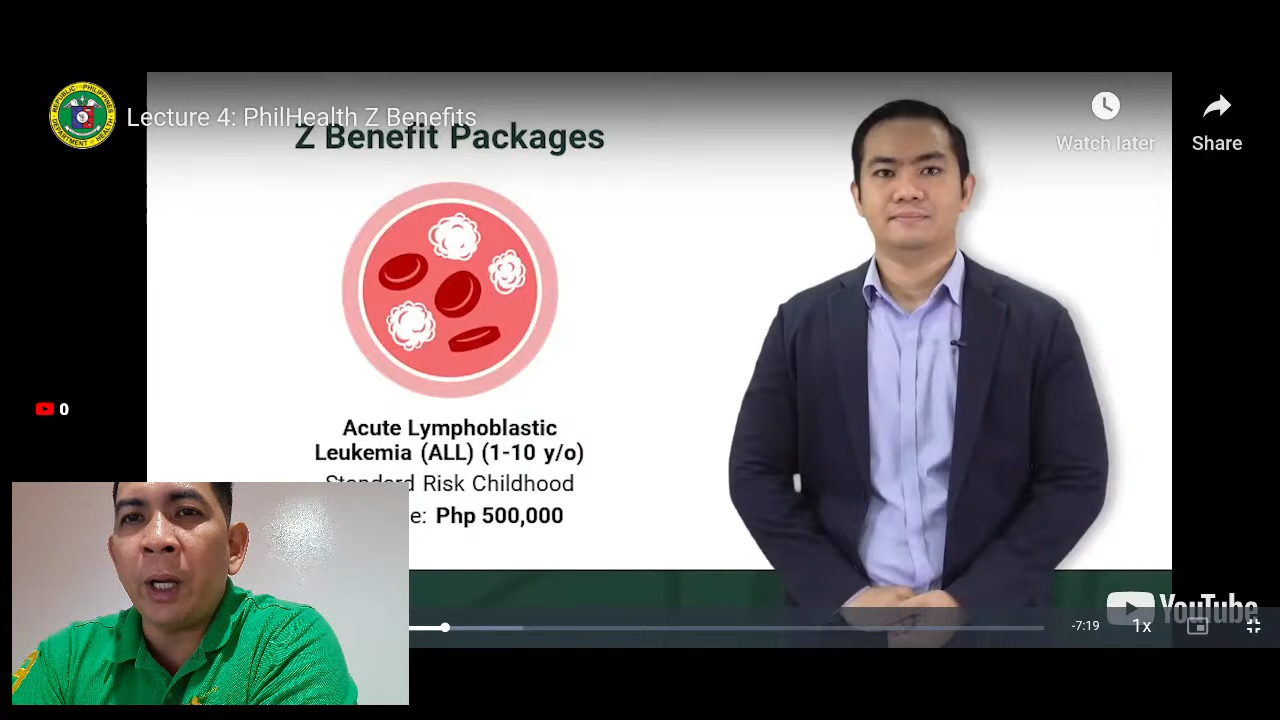 Lecture 4: PhilHealth Z Benefits
Z Benefit Packages
Watch later
Share
Acute Lymphoblastic
Leukemia (ALL) (1-10 y/o)
Standard Risk Childhood
e: Php 500,000
0
-7:19
1x
YouTube